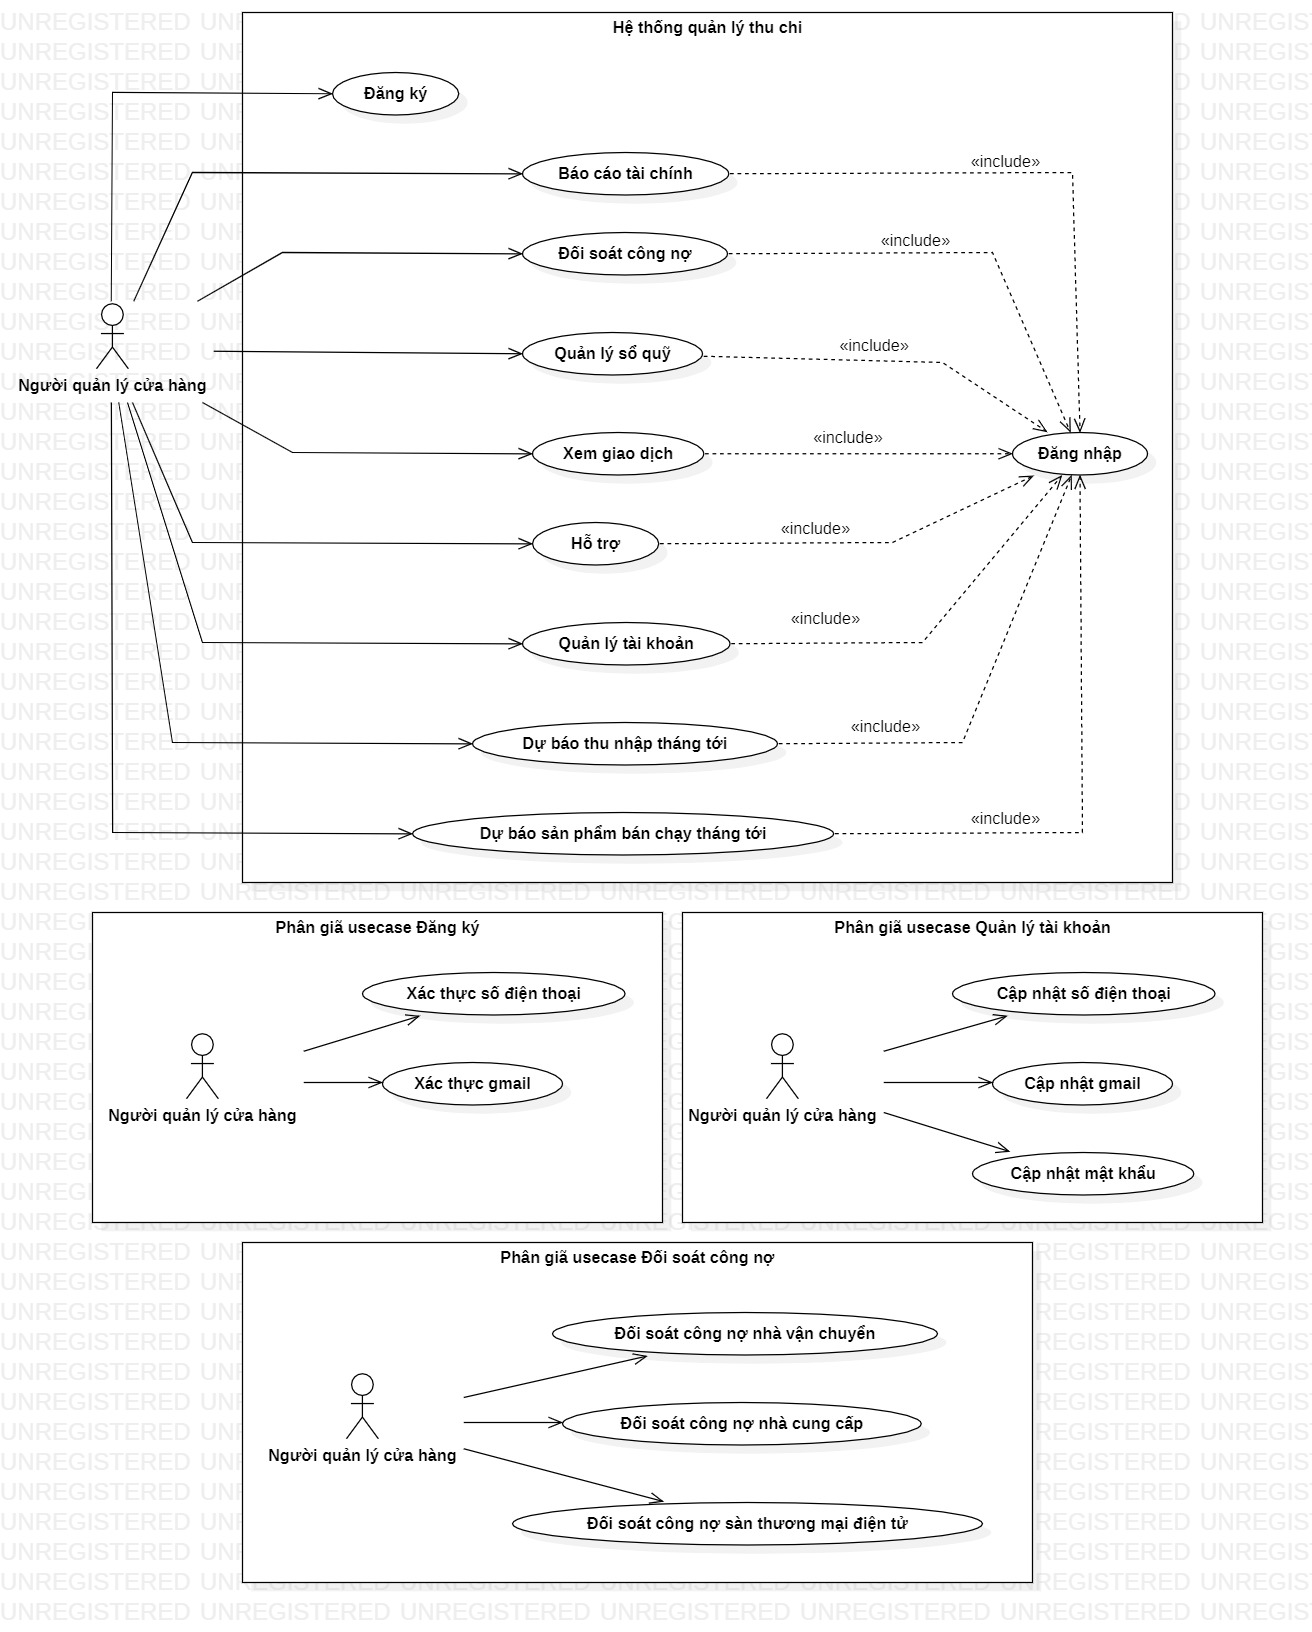 Hệ thống quản lý thu chi
Đăng ký
Báo cáo tài chính
«include»
Đối soát công nợ
«include»
Quản lý sổ quỹ
«include»
Người quản lý cửa hàng
Xem giao dịch
«include»
Đăng nhập
Hỗ trợ
«include»
Quản lý tài khoản
«include»
Dự báo thu nhập tháng tới
«include»
Dự báo sản phẩm bán chạy tháng tới
«include»
Phân giã usecase Đăng ký
Xác thực số điện thoại
Xác thực gmail
Người quản lý cửa hàng
Phân giã usecase Quản lý tài khoản
Cập nhật số điện thoại
Cập nhật gmail
Người quản lý cửa hàng
Cập nhật mật khẩu
Phân giã usecase Đối soát công nợ
Đối soát công nợ nhà vận chuyển
Đối soát công nợ nhà cung cấp
Người quản lý cửa hàng
Đối soát công nợ sàn thương mại điện tử
UNREGISTERED